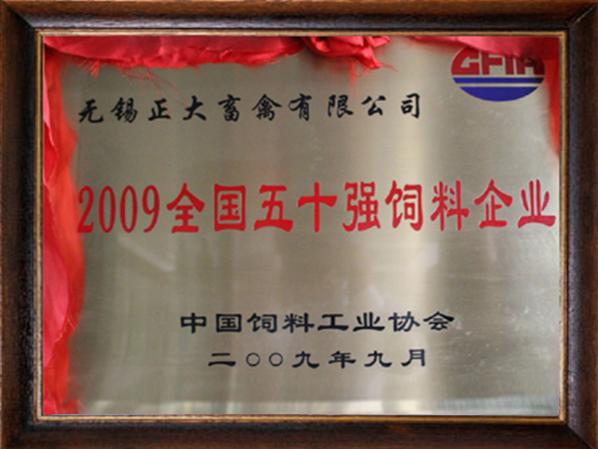 CFIA
无锡正大畜禽有限公司
2009全国五十强饲料企业
中国饲料工业协会
二〇〇九年九月